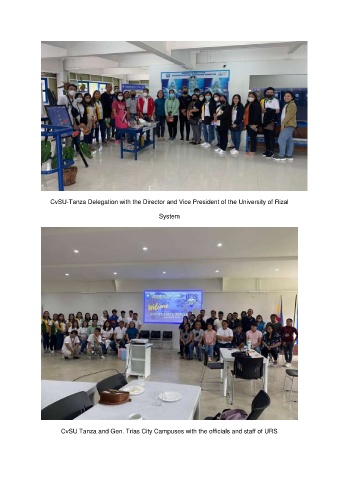 CvSU-Tanza Delegation with the Director and Vice President of the University of Rizal
System
Welcome
CvSU Tanza and Gen. Trias City Campuses with the officials and staff of URS